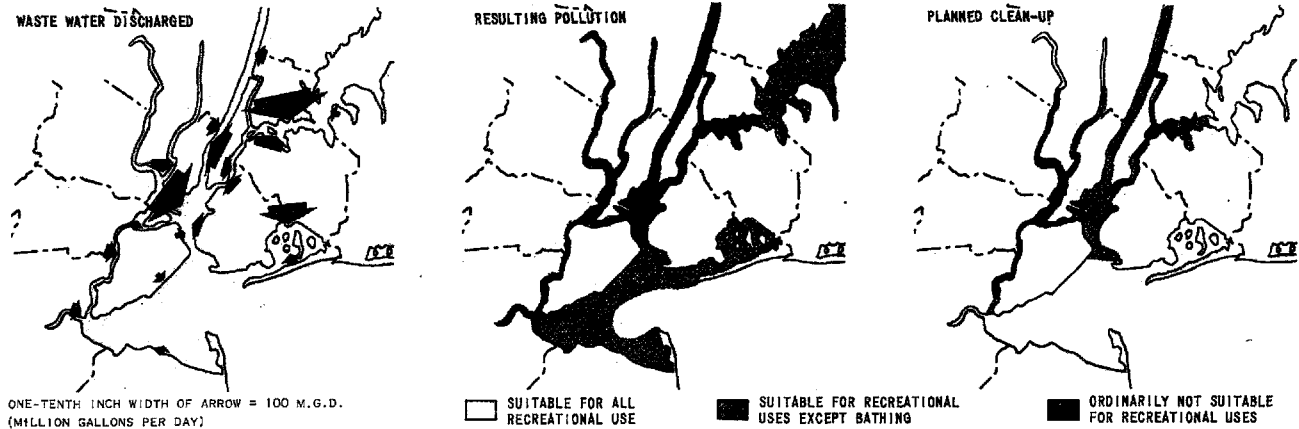 WASTE WATER DISCHARGED
RESULTING POLLUTION
PLANNED CLEAN-UP
ONE-TENTH INCH WIDTH OF ARROW = 100 M.G.D.
(MILLION GALLONS PER DAY)
SUITABLE FOR ALL
RECREATIONAL USE
SUITABLE FOR RECREATIONAL
USES EXCEPT BATHING
ORDINARILY NOT SUITABLE
FOR RECREATIONAL USES